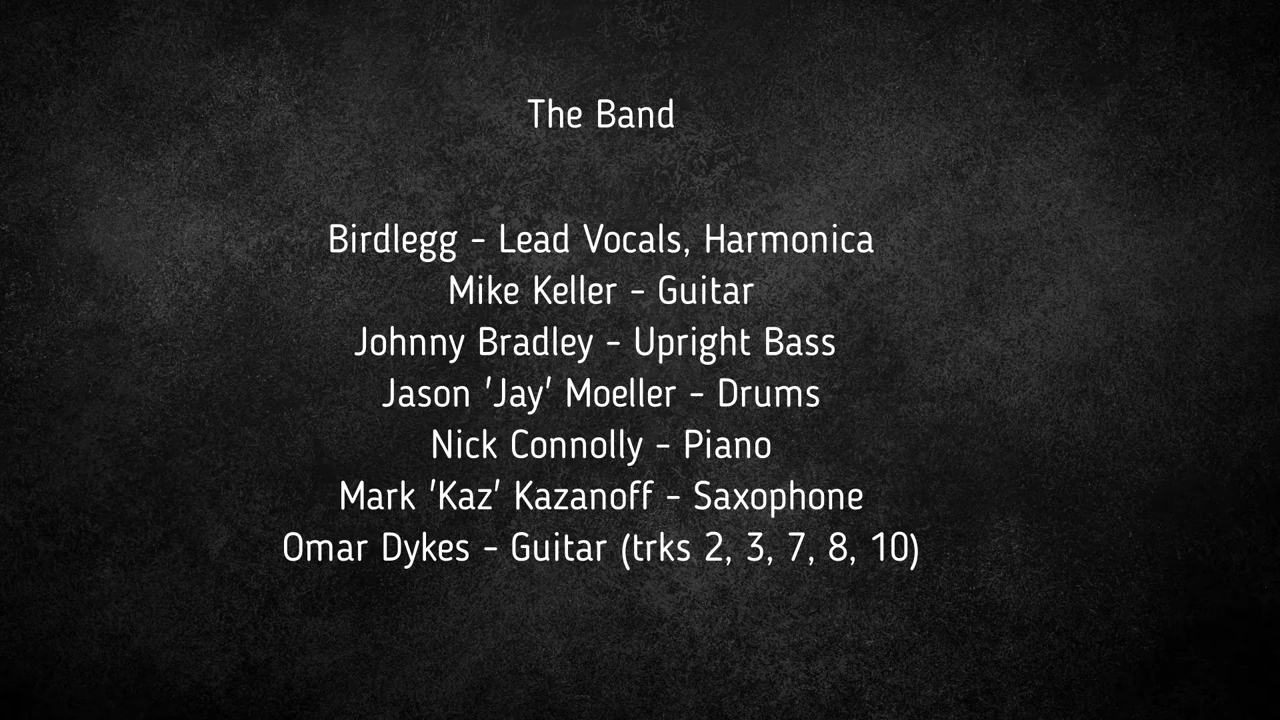 The Band
Birdlegg - Lead Vocals, Harmonica
Mike Keller - Guitar
Johnny Bradley - Upright Bass
Jason 'Jay' Moeller - Drums
Nick Connolly - Piano
Mark 'Kaz' Kazanoff - Saxophone
Omar Dykes - Guitar (trks 2, 3, 7, 8, 10)